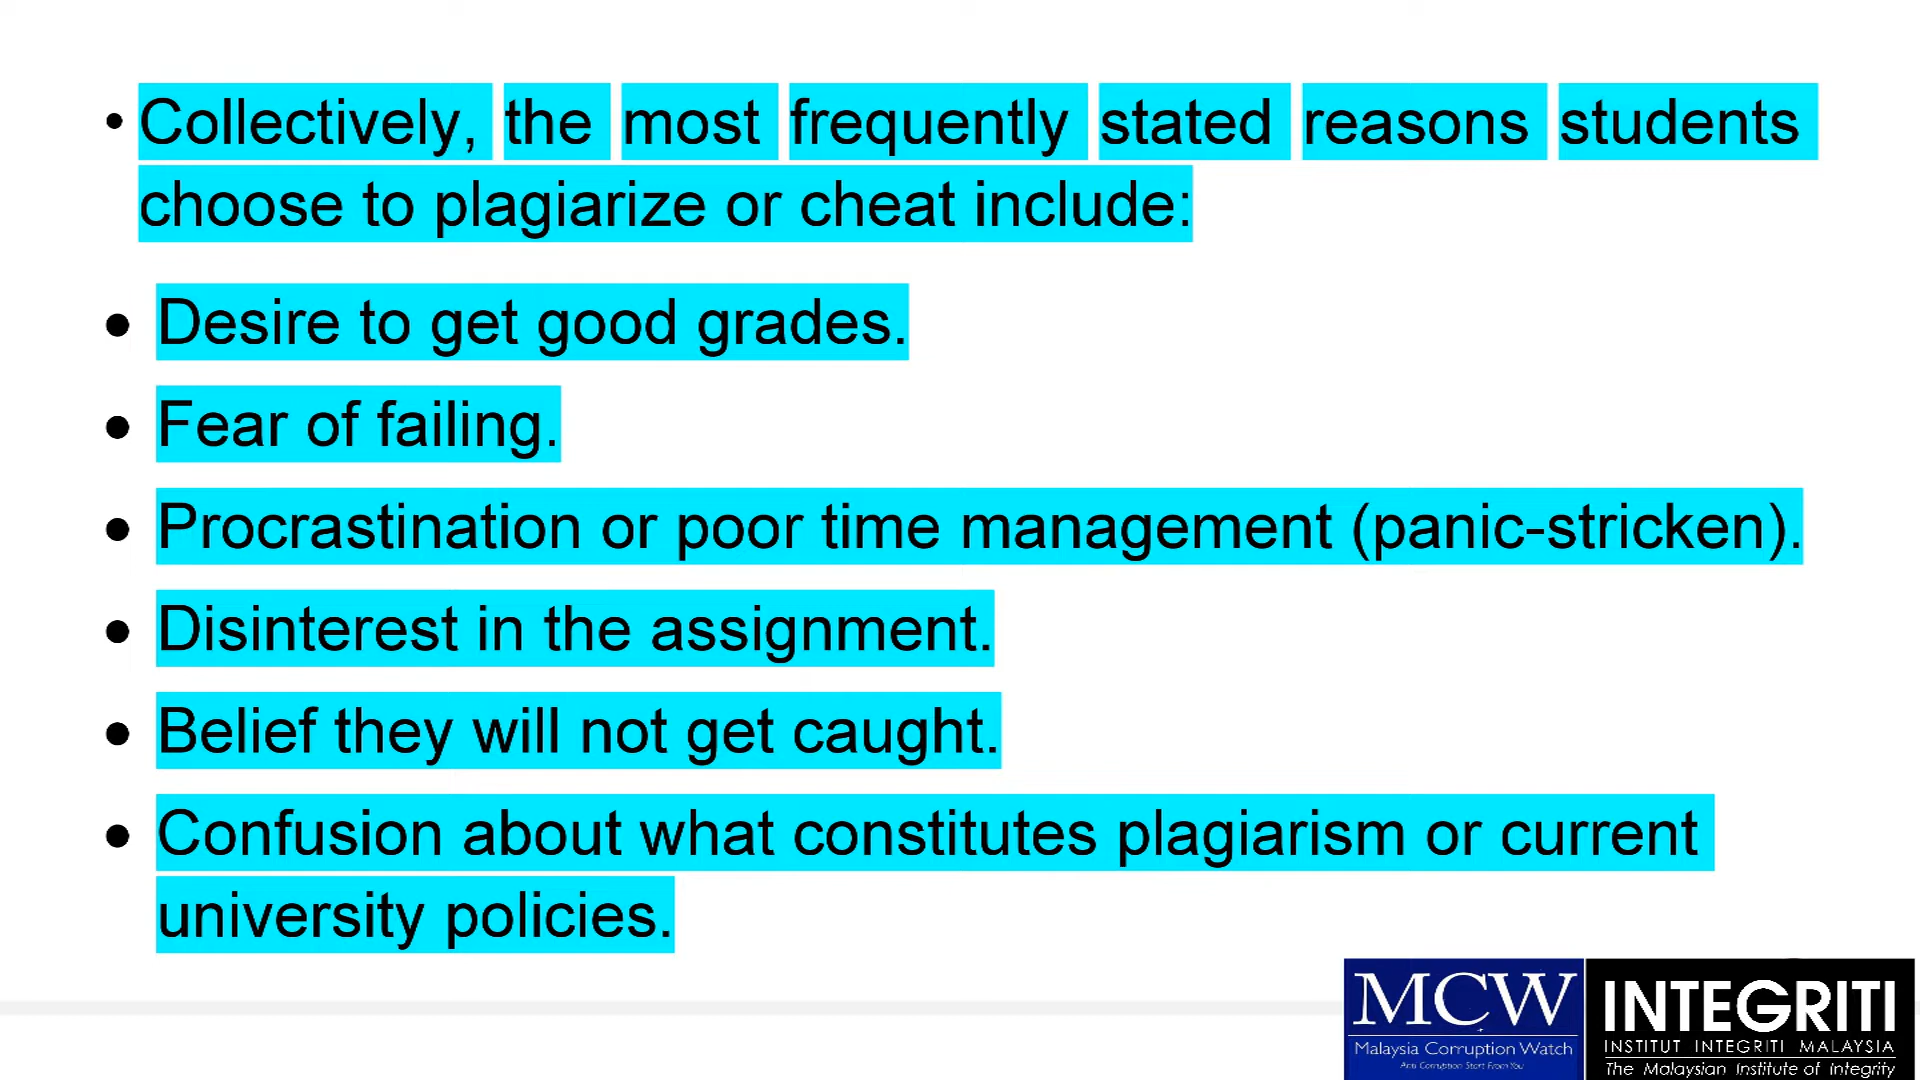 • Collectively, the most frequently stated reasons students
choose to plagiarize or cheat include:
• Desire to get good grades.
• Fear of failing.
• Procrastination or poor time management (panic-stricken).
• Disinterest in the assignment.
• Belief they will not get caught.
• Confusion about what constitutes plagiarism or current
university policies.
MCW
Malaysia Corruption Watch
Anti Corruption Start From You
INTEGRITI
INSTITUT INTEGRITI MALAYSIA
The Malaysian Institute of Integrity